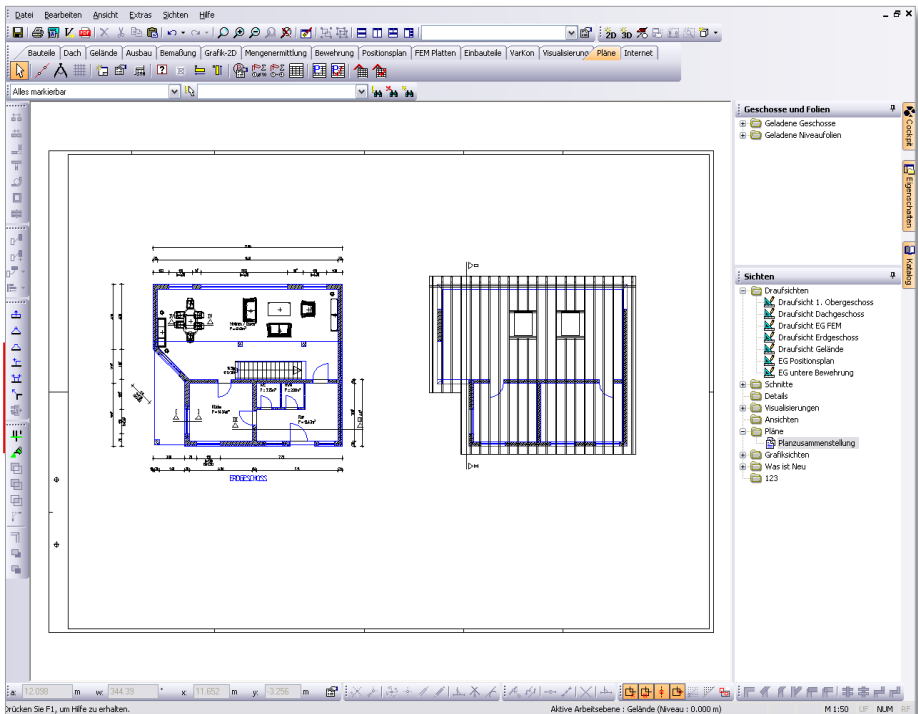 Datei Bearbeiten Ansicht Extras Sichten Hilfe
2D 3D
Bauteile Dach Gelände Ausbau Bemaßung Grafik-2D Mengenermittlung Bewehrung Positionsplan FEM Platten Einbauteile VarKon Visualisierung Pläne Internet
Alles markierbar
Geschosse und Folien
Geladene Geschosse
Geladene Niveaufolien
Cockpit
Eigenschaften
Katalog
Sichten
Draufsichten
Draufsicht 1. Obergeschoss
Draufsicht Dachgeschoss
Draufsicht EG FEM
Draufsicht Erdgeschoss
Draufsicht Gelände
EG Positionsplan
EG untere Bewehrung
Schnitte
Details
Visualisierungen
Ansichten
Pläne
Planzusammenstellung
Grafiksichten
Was ist Neu
123
ERDGESCHOSS
a: 12.098 m w: 344.39 ° x: 11.652 m y: -3.256 m
Drücken Sie F1, um Hilfe zu erhalten.
Aktive Arbeitsebene : Gelände (Niveau : 0.000 m)
M 1:50 UF NUM RF